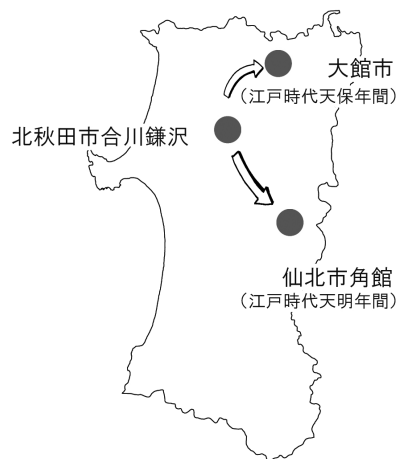 大館市
（江戸時代天保年間）
北秋田市合川鎌沢
仙北市角館
（江戸時代天明年間）